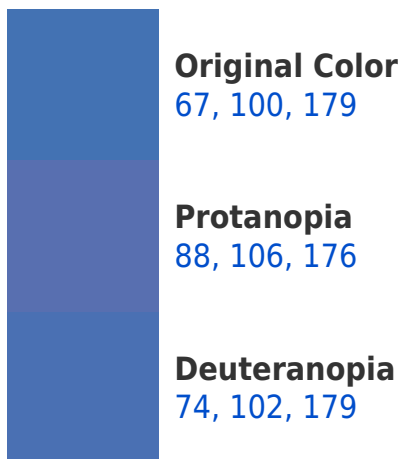 Original Color
67, 100, 179
Protanopia
88, 106, 176
Deuteranopia
74, 102, 179